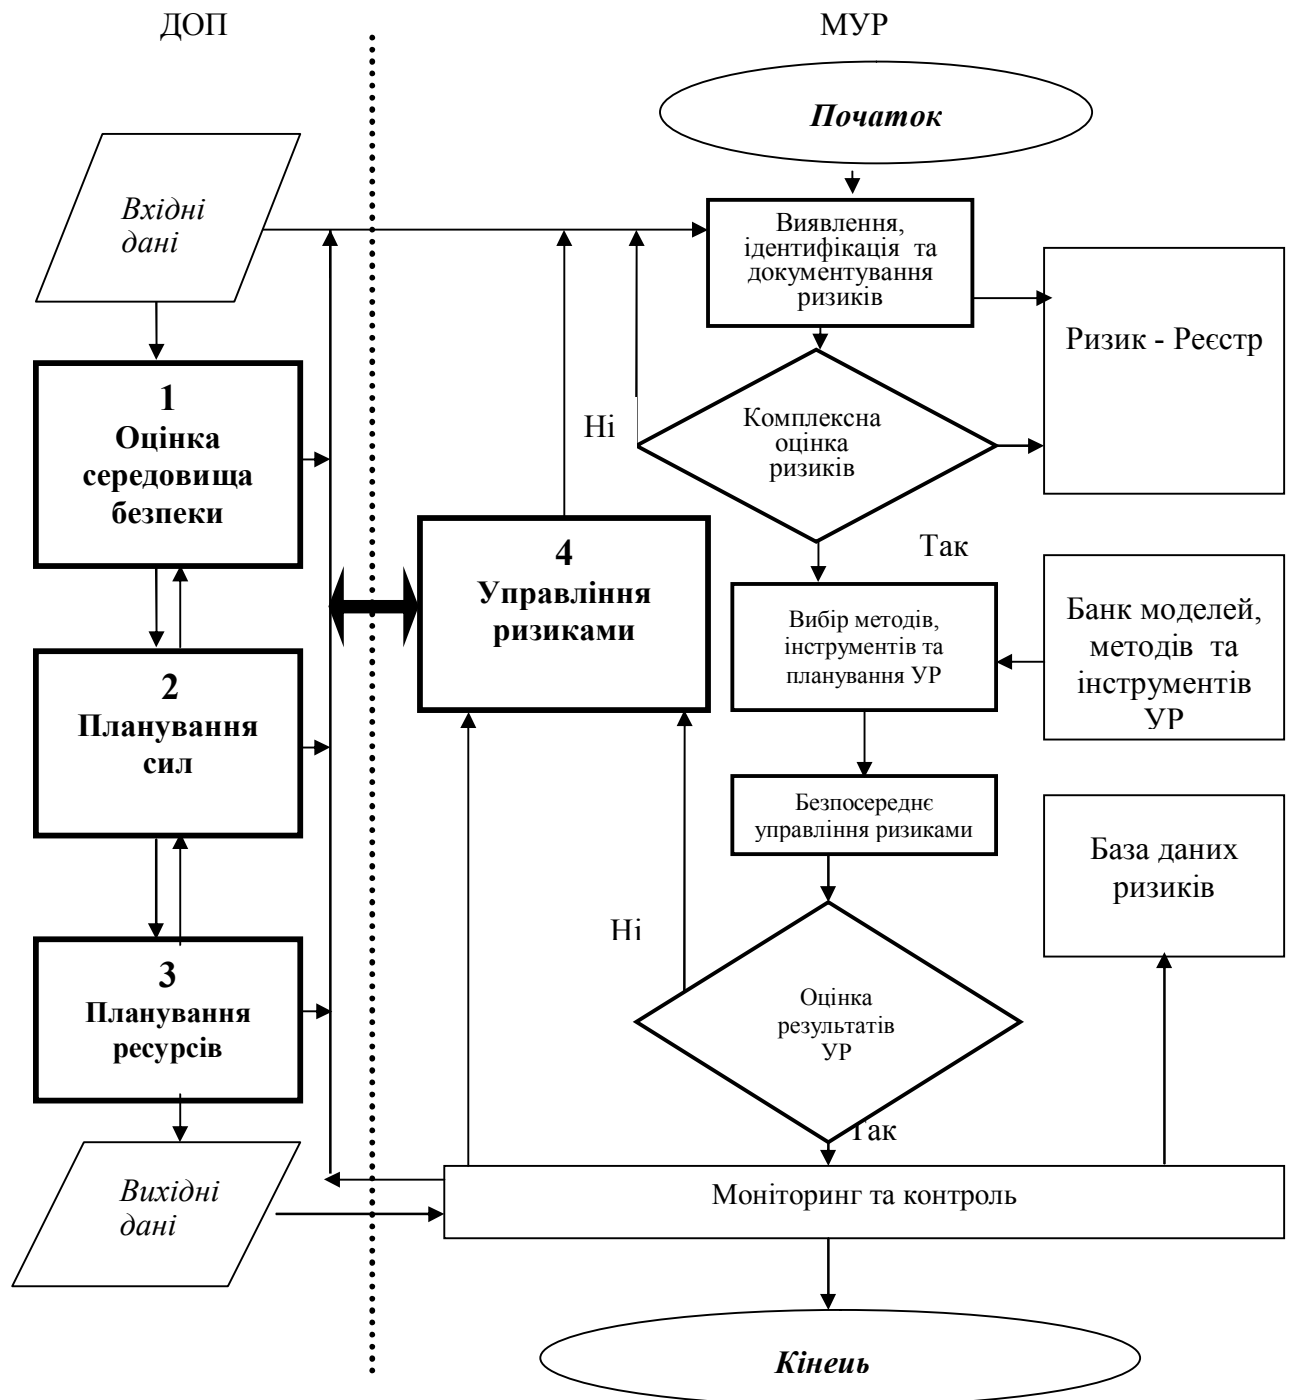 ДОП
МУР
Початок
Вхідні
дані
Виявлення,
ідентифікація та
документування
ризиків
Ризик - Реєстр
1
Оцінка
середовища
безпеки
Ні
Комплексна
оцінка
ризиків
Так
4
Управління
ризиками
Вибір методів,
інструментів та
планування УР
Банк моделей,
методів та
інструментів
УР
2
Планування
сил
Безпосереднє
управління ризиками
База даних
ризиків
Ні
3
Планування
ресурсів
Оцінка
результатів
УР
Так
Вихідні
дані
Моніторинг та контроль
Кінець